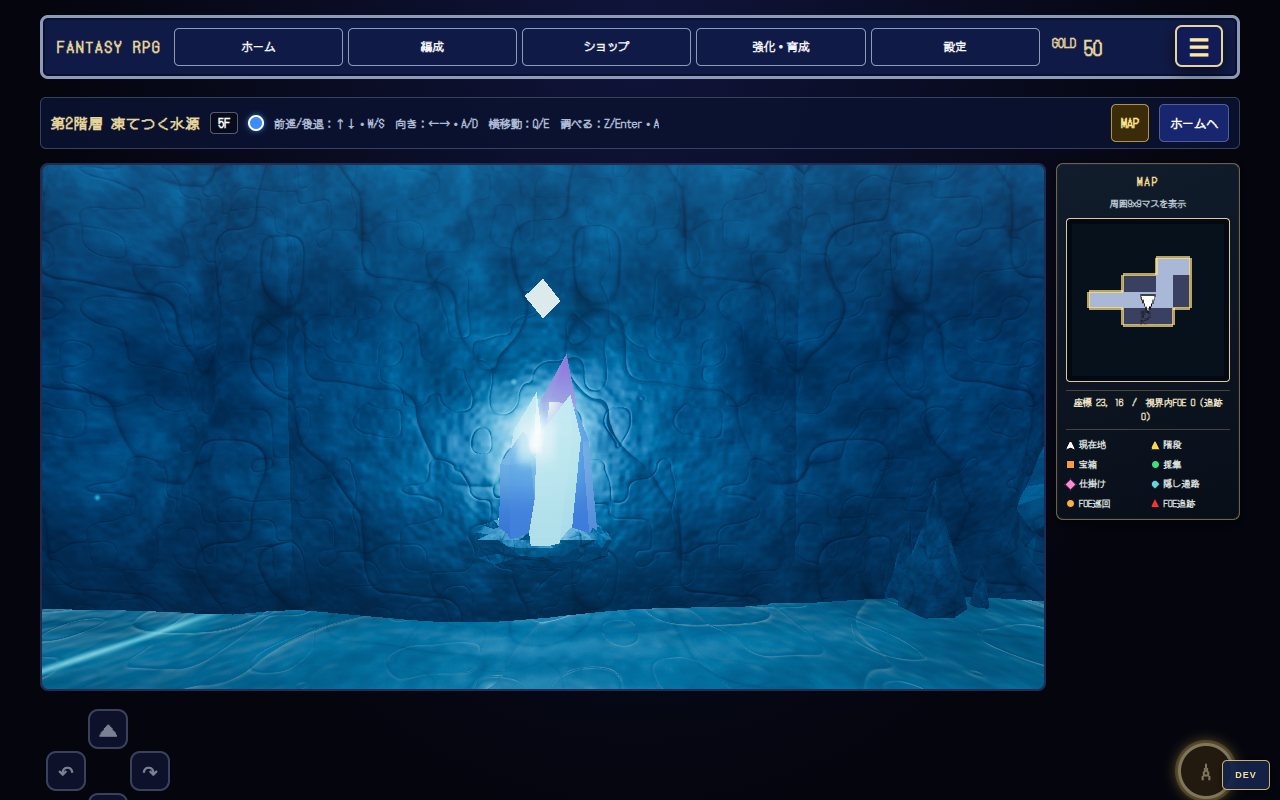 FANTASY RPG
ホーム
編成
ショップ
強化・育成
設定
GOLD 50
第2階層 凍てつく水源
5F
前進/後退:↑↓・W/S 向き:←→・A/D 横移動:Q/E 調べる:Z/Enter・A
MAP
ホームへ
MAP
周囲9x9マスを表示
座標 23, 16 / 視界内FOE 0 (追跡
0)
現在地
階段
宝箱
採集
仕掛け
隠し通路
FOE巡回
FOE追跡
A
DEV